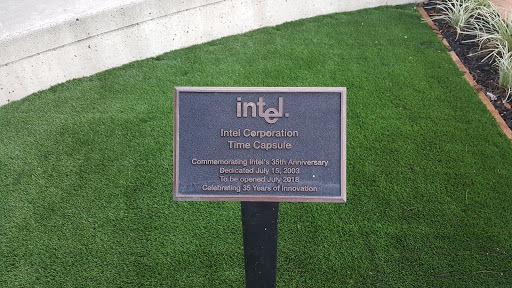 intel®
Intel Corporation
Time Capsule
Commemorating Intel's 35th Anniversary
Dedicated July 15, 2003
To be opened July 2018
Celebrating 35 Years of Innovation